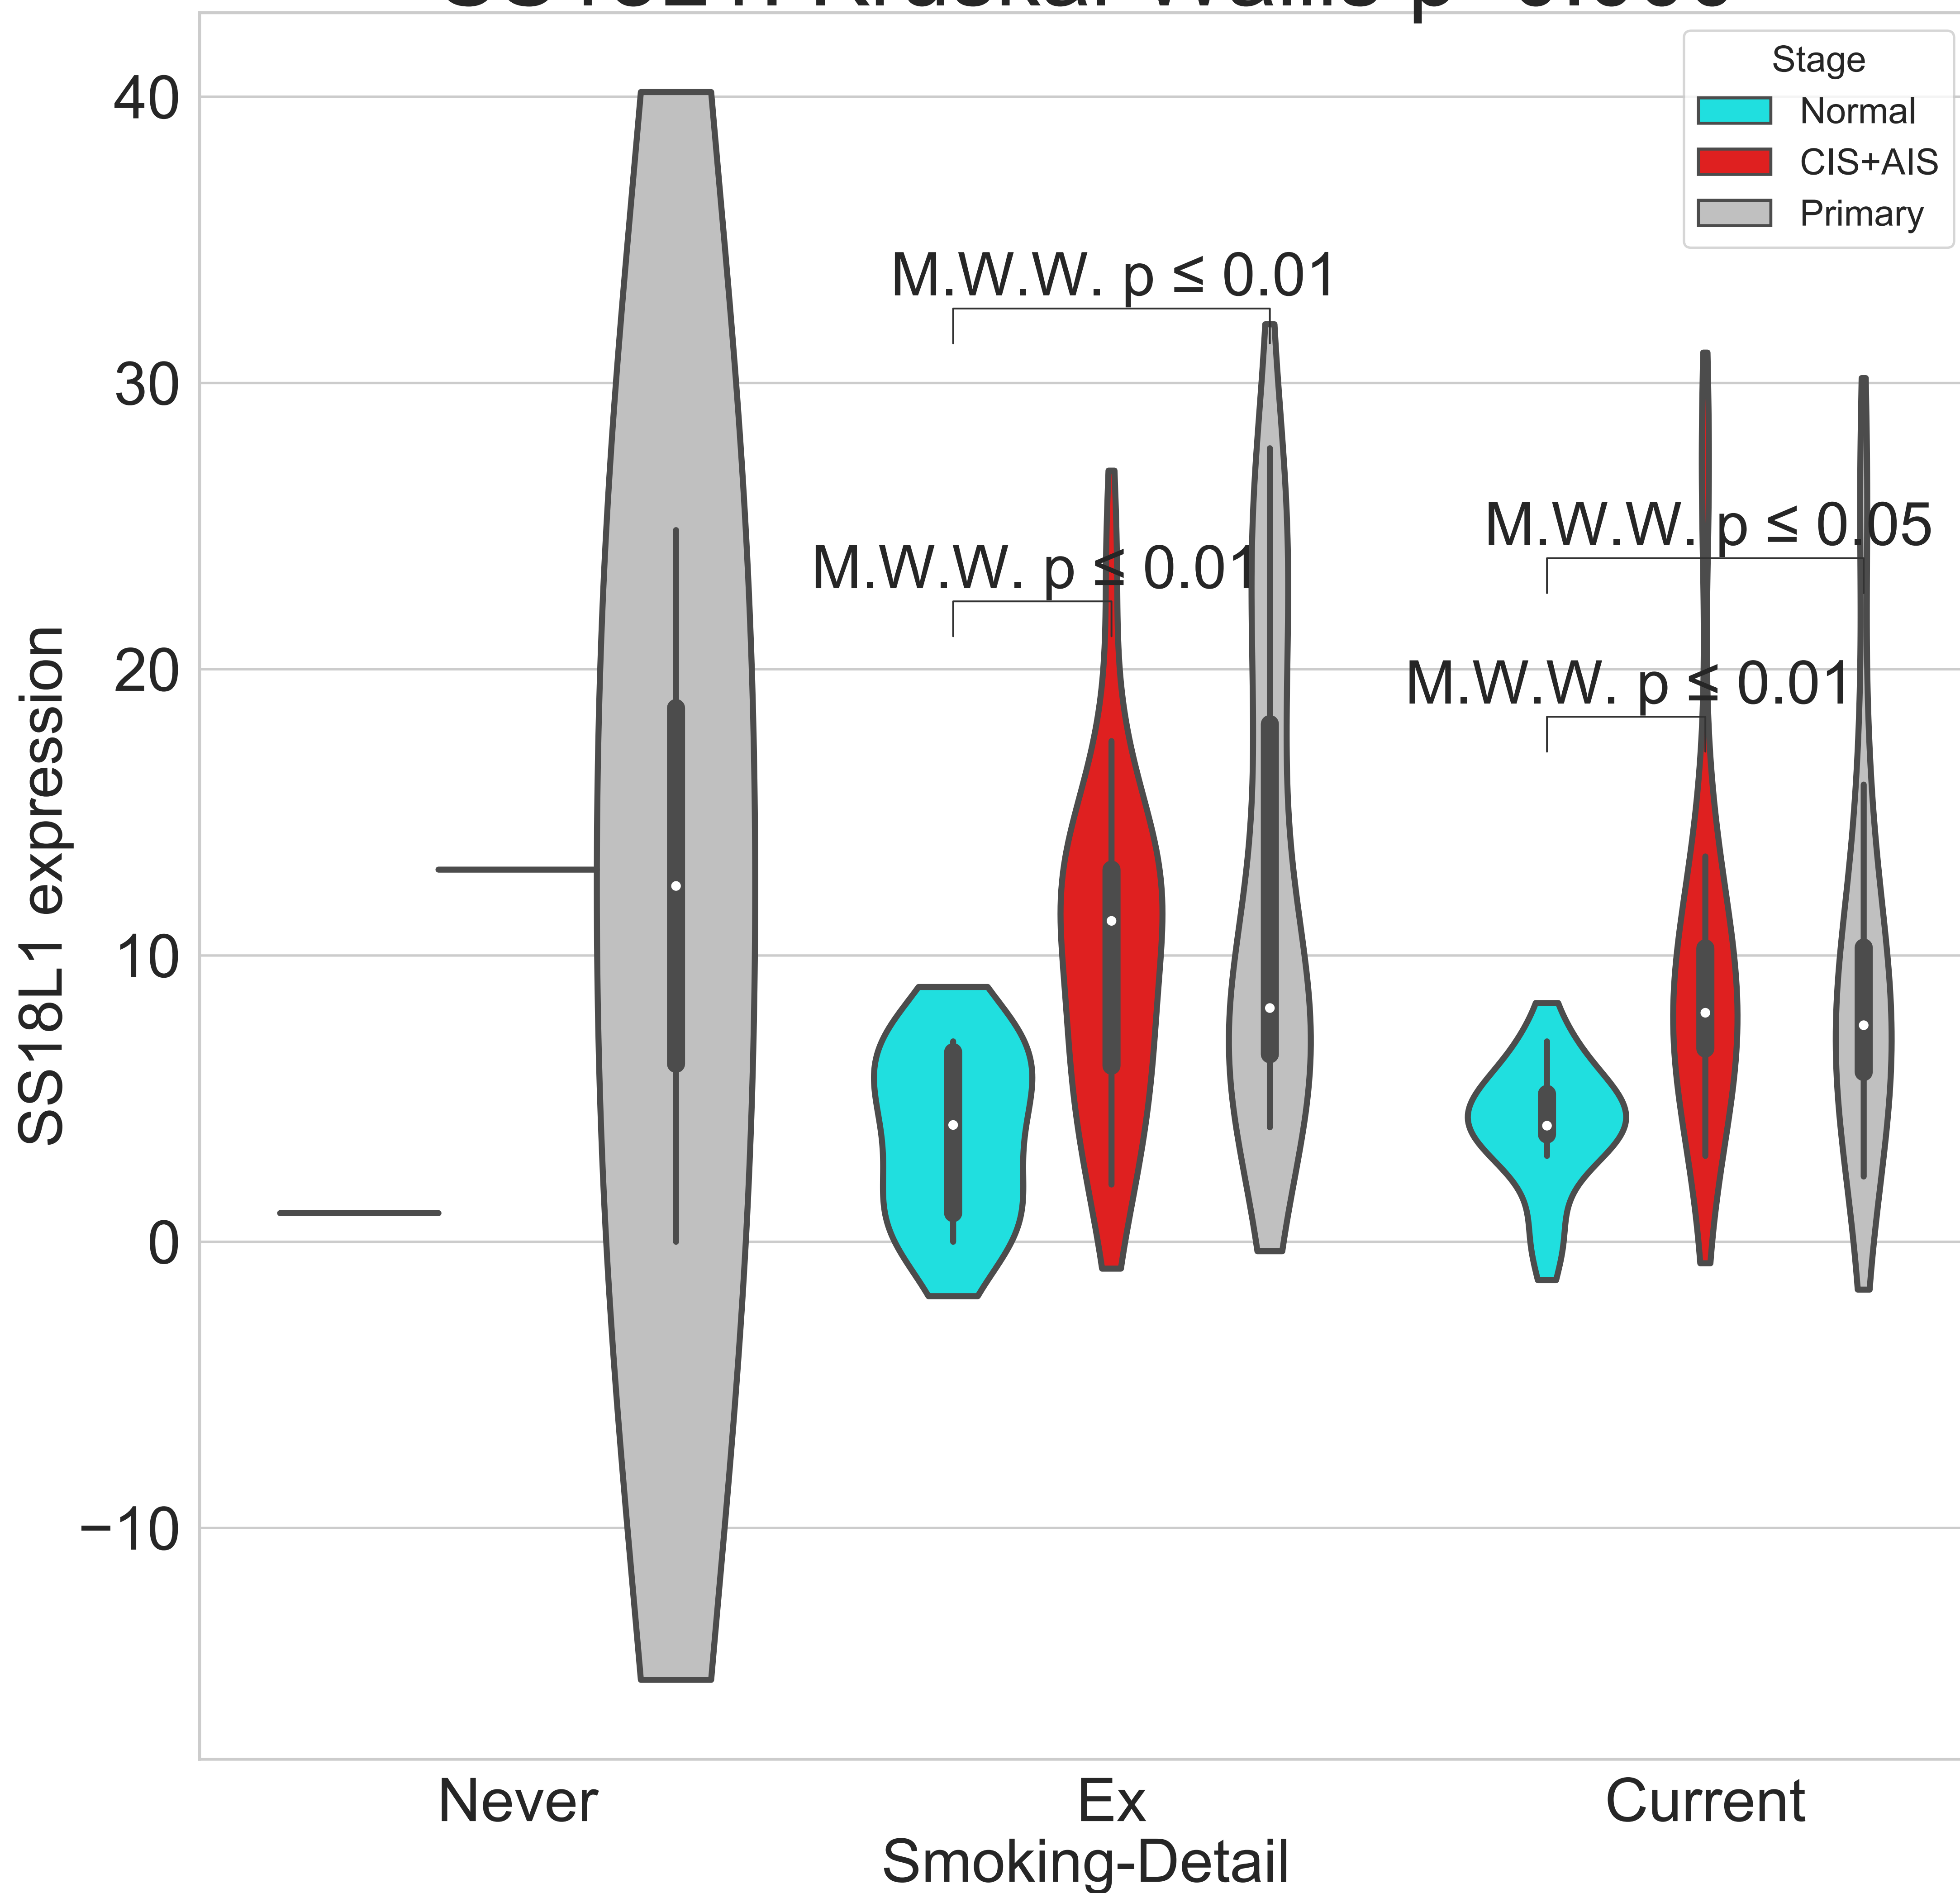 40
30
20
10
0
−10
SS18L1 expression
Stage
Normal
CIS+AIS
Primary
M.W.W. p ≤ 0.01
M.W.W. p ≤ 0.05
M.W.W. p ≤ 0.01
M.W.W. p ≤ 0.01
Never
Ex
Current
Smoking-Detail